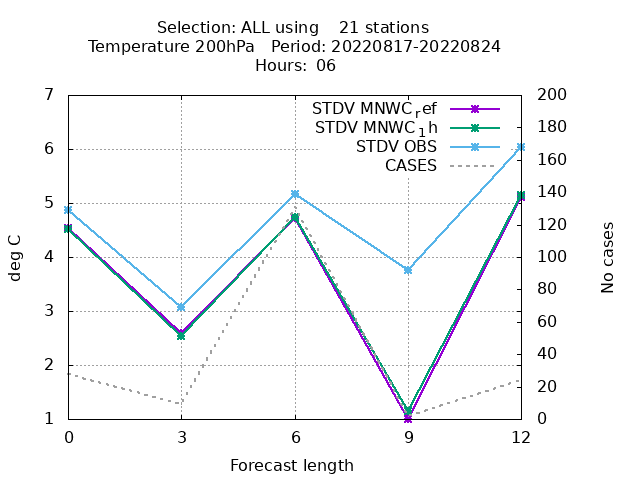 Selection: ALL using    21 stations
Temperature 200hPa   Period: 20220817-20220824
Hours: 06
STDV MNWC_ref
STDV MNWC_1h
STDV OBS
CASES
7
6
5
4
3
2
1
deg C
200
180
160
140
120
100
80
60
40
20
0
No cases
0 3 6 9 12
Forecast length